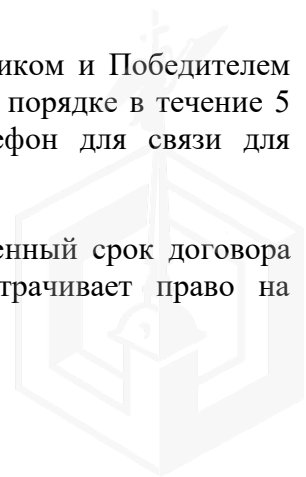 иком и Победителем
порядке в течение 5
ефон для связи для
енный срок договора
трачивает право на